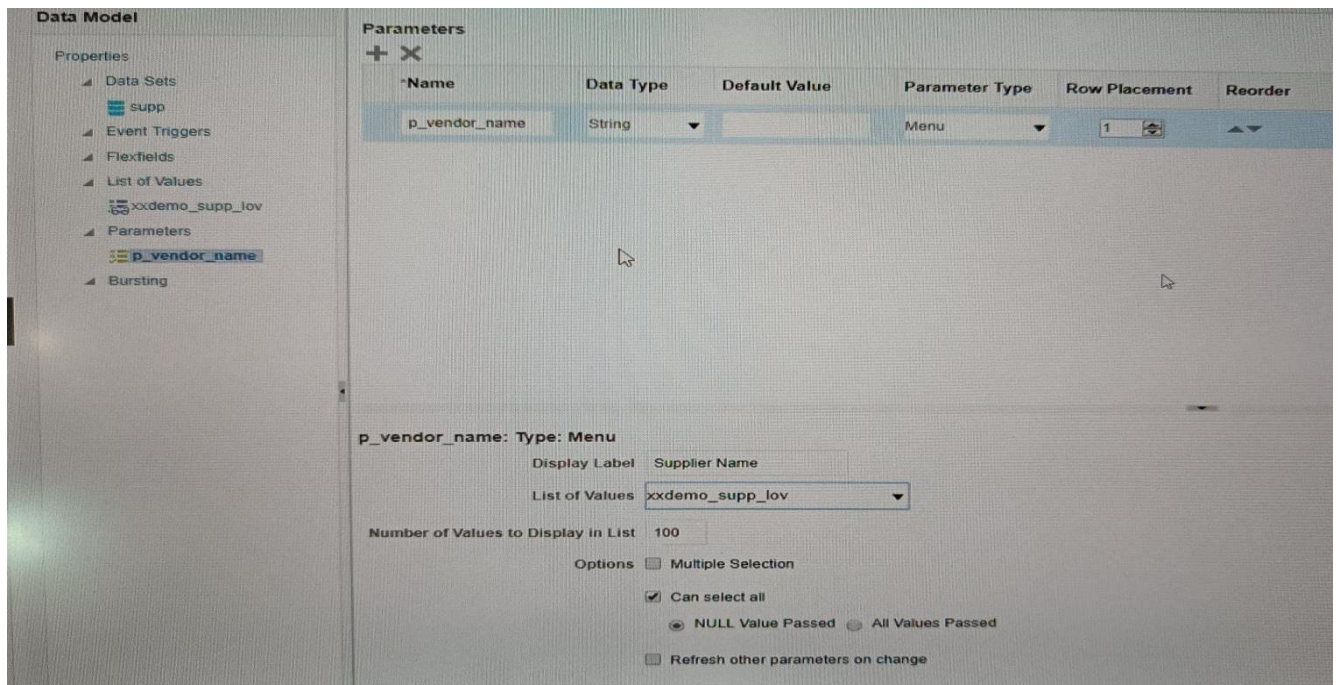 Data Model
Properties
Data Sets
supp
Event Triggers
Flexfields
List of Values
xxdemo_supp_lov
Parameters
p_vendor_name
Bursting
Parameters
*Name Data Type Default Value Parameter Type Row Placement Reorder
p_vendor_name String Menu 1
p_vendor_name: Type: Menu
Display Label Supplier Name
List of Values xxdemo_supp_lov
Number of Values to Display in List 100
Options Multiple Selection
Can select all
NULL Value Passed All Values Passed
Refresh other parameters on change